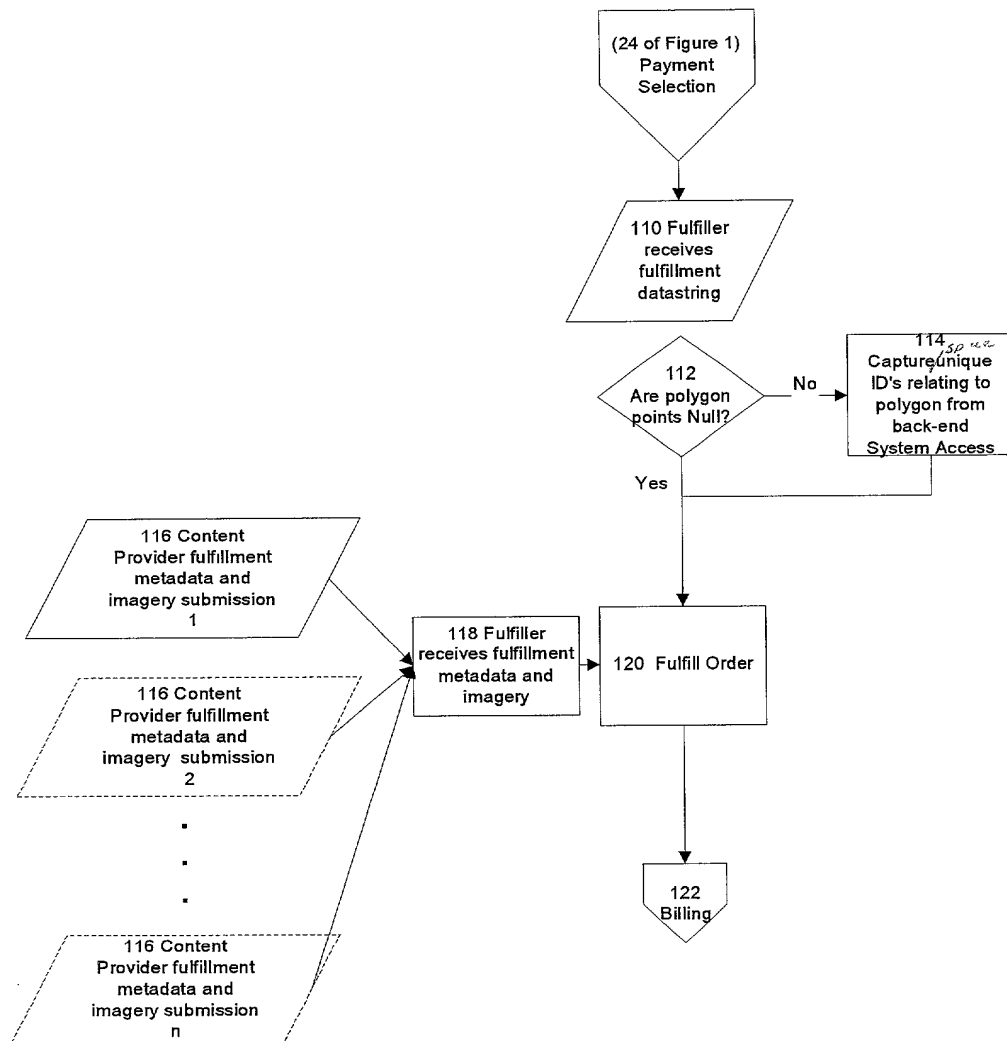 (24 of Figure 1)
Payment
Selection
110 Fulfiller
receives
fulfillment
datastring
112
Are polygon
points Null?
No
Yes
114
Capture unique
ID's relating to
polygon from
back-end
System Access
116 Content
Provider fulfillment
metadata and
imagery submission
1
116 Content
Provider fulfillment
metadata and
imagery submission
2
116 Content
Provider fulfillment
metadata and
imagery submission
n
118 Fulfiller
receives fulfillment
metadata and
imagery
120 Fulfill Order
122
Billing